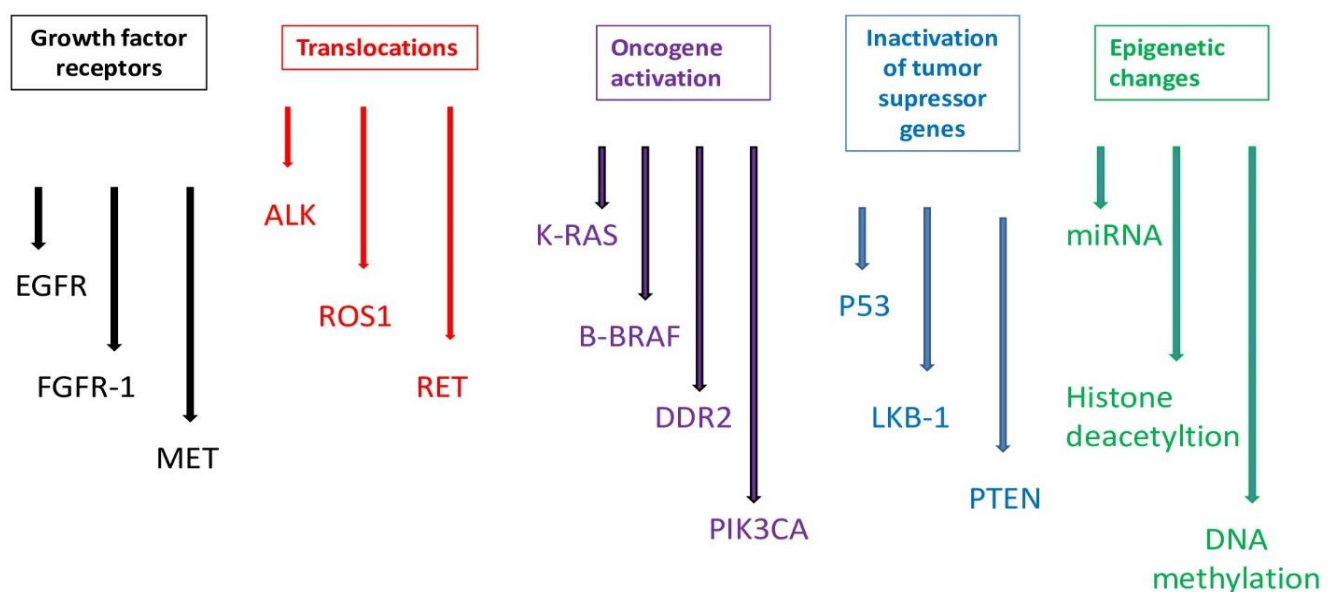 Growth factor
receptors
EGFR
FGFR-1
MET
Translocations
ALK
ROS1
RET
Oncogene
activation
K-RAS
B-BRAF
DDR2
PIK3CA
Inactivation
of tumor
supressor
genes
P53
LKB-1
PTEN
Epigenetic
changes
miRNA
Histone
deacetyltion
DNA
methylation